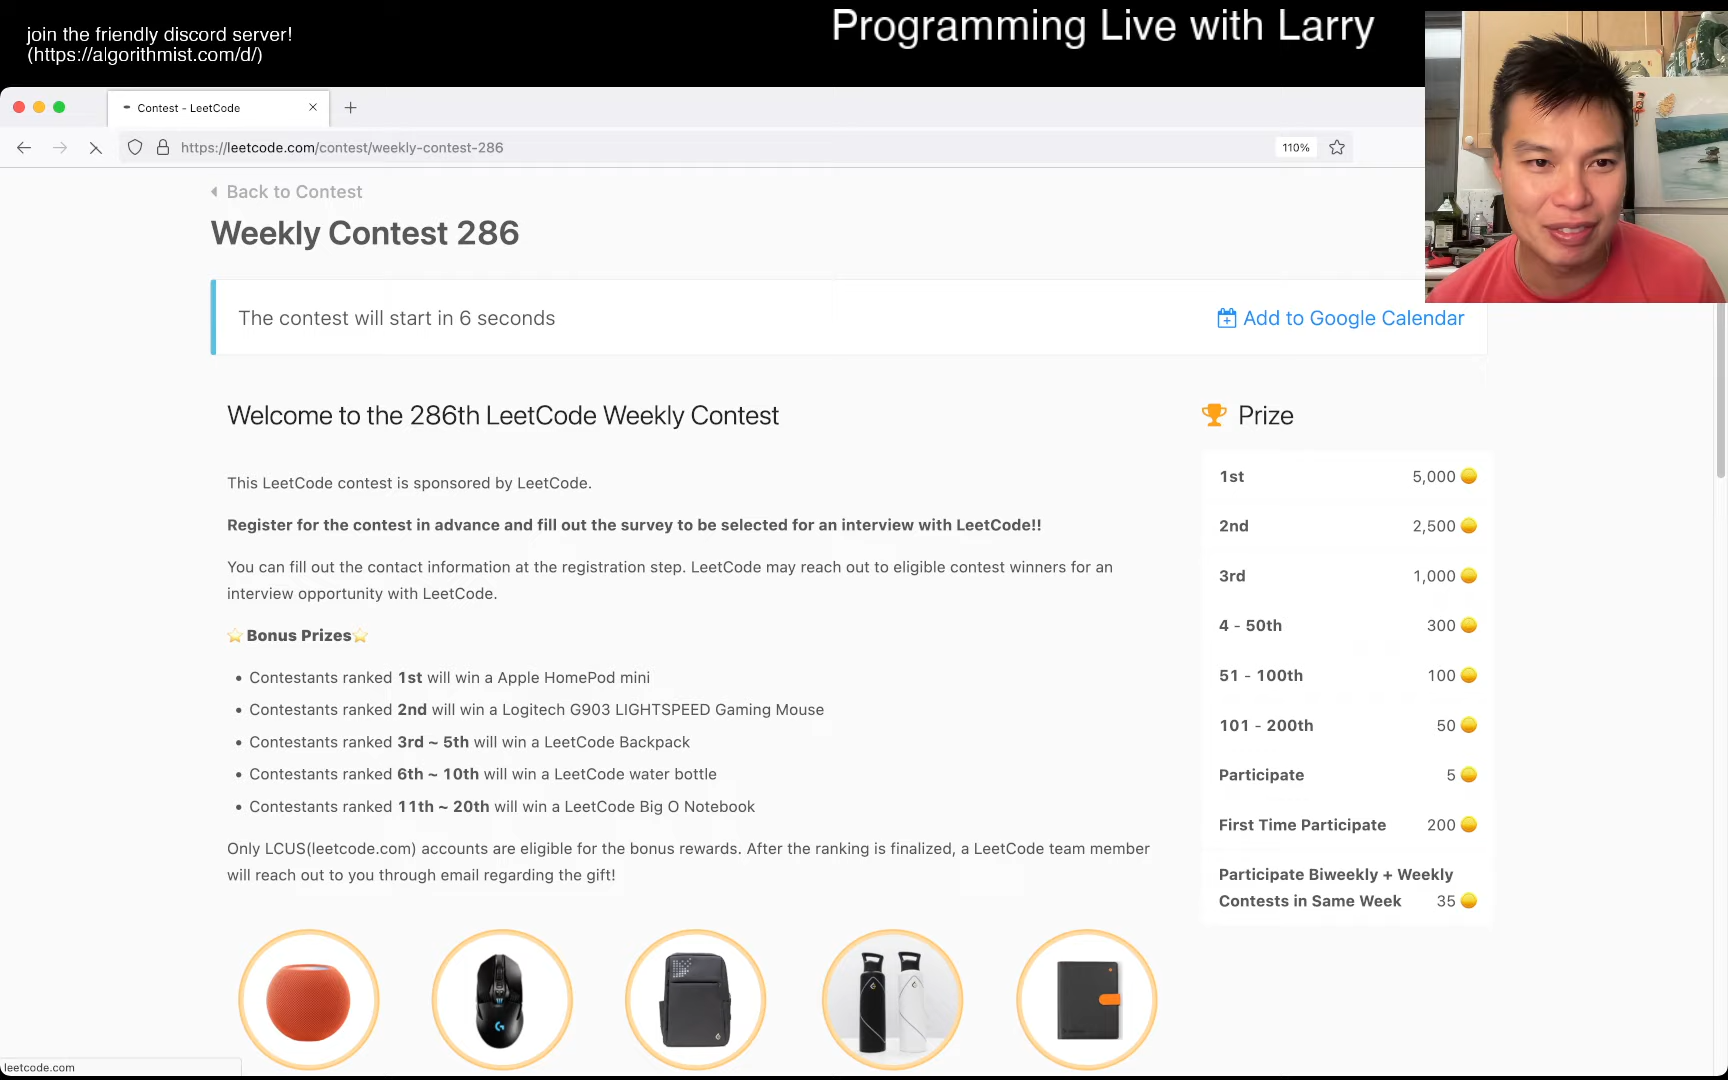 join the friendly discord server!
(https://algorithmist.com/d/)
Programming Live with Larry
Contest - LeetCode
https://leetcode.com/contest/weekly-contest-286
110%
Back to Contest
Weekly Contest 286
The contest will start in 6 seconds
Add to Google Calendar
Welcome to the 286th LeetCode Weekly Contest
Prize
This LeetCode contest is sponsored by LeetCode.
Register for the contest in advance and fill out the survey to be selected for an interview with LeetCode!!
You can fill out the contact information at the registration step. LeetCode may reach out to eligible contest winners for an
interview opportunity with LeetCode.
⭐Bonus Prizes⭐
• Contestants ranked 1st will win a Apple HomePod mini
• Contestants ranked 2nd will win a Logitech G903 LIGHTSPEED Gaming Mouse
• Contestants ranked 3rd ~ 5th will win a LeetCode Backpack
• Contestants ranked 6th ~ 10th will win a LeetCode water bottle
• Contestants ranked 11th ~ 20th will win a LeetCode Big O Notebook
Only LCUS(leetcode.com) accounts are eligible for the bonus rewards. After the ranking is finalized, a LeetCode team member
will reach out to you through email regarding the gift!
1st 5,000
2nd 2,500
3rd 1,000
4 - 50th 300
51 - 100th 100
101 - 200th 50
Participate 5
First Time Participate 200
Participate Biweekly + Weekly
Contests in Same Week 35
leetcode.com